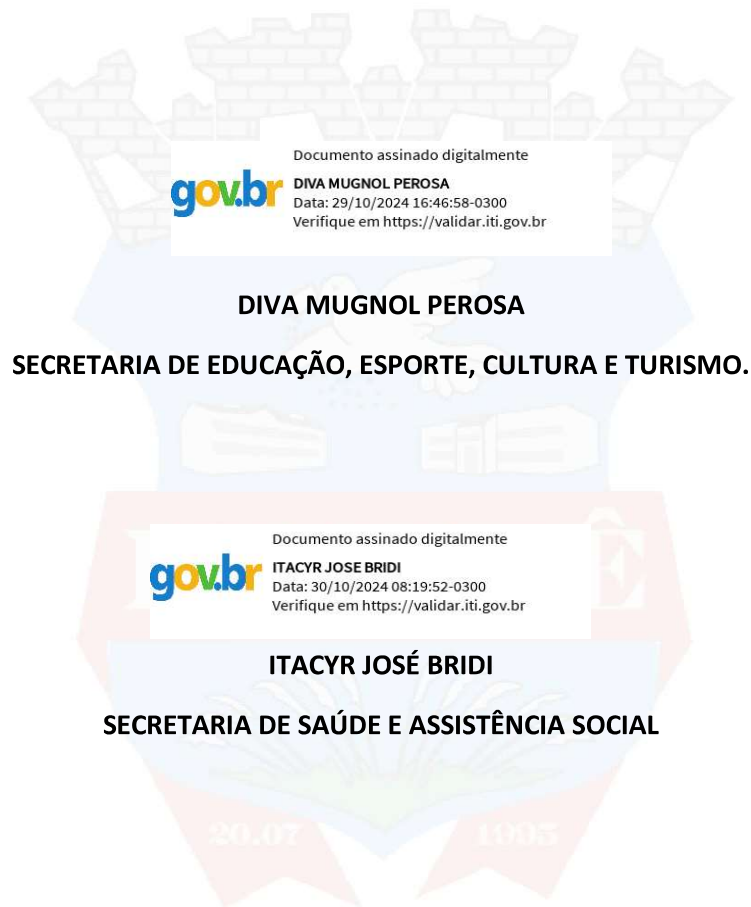 Documento assinado digitalmente
gov.br
DIVA MUGNOL PEROSA
Data: 29/10/2024 16:46:58-0300
Verifique em https://validar.iti.gov.br
DIVA MUGNOL PEROSA
SECRETARIA DE EDUCAÇÃO, ESPORTE, CULTURA E TURISMO.
Documento assinado digitalmente
gov.br
ITACYR JOSE BRIDI
Data: 30/10/2024 08:19:52-0300
Verifique em https://validar.iti.gov.br
ITACYR JOSÉ BRIDI
SECRETARIA DE SAÚDE E ASSISTÊNCIA SOCIAL
20.07 1995